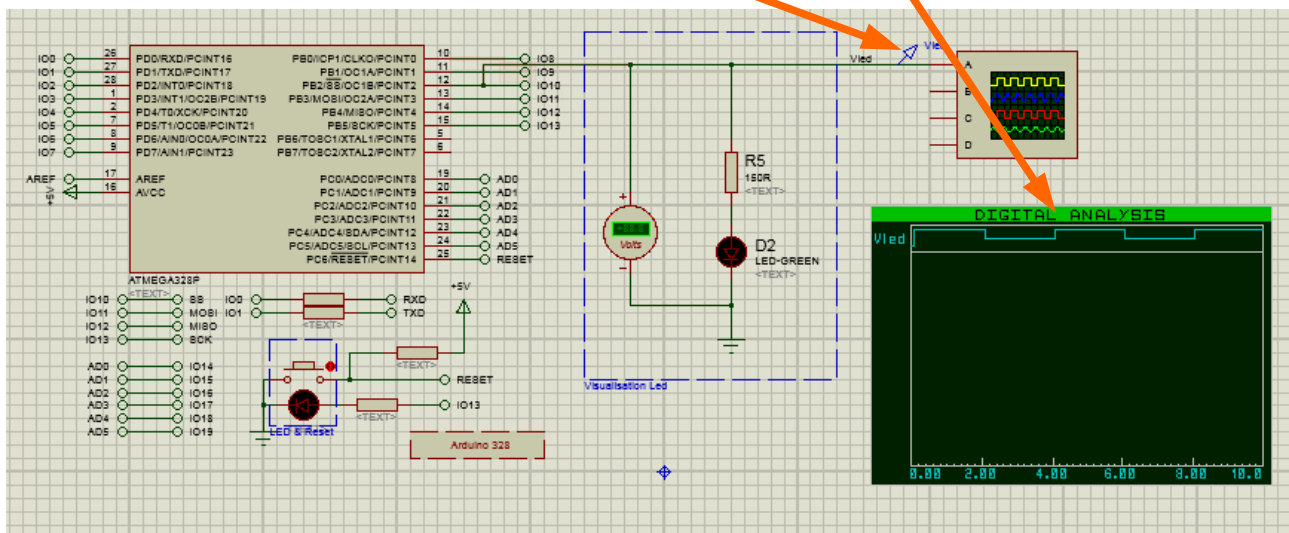 IO0 26 PD0/RXD/PCINT16 PB0/ICP1/CLKO/PCINT0 10 IO8
IO1 27 PD1/TXD/PCINT17 PB1/OC1A/PCINT1 11 IO9
IO2 28 PD2/INT0/PCINT18 PB2/SS/OC1B/PCINT2 12 IO10
IO3 1 PD3/INT1/OC2B/PCINT19 PB3/MOSI/OC2A/PCINT3 13 IO11
IO4 2 PD4/T0/XCK/PCINT20 PB4/MISO/PCINT4 14 IO12
IO5 7 PD5/T1/OC0B/PCINT21 PB5/SCK/PCINT5 15 IO13
IO6 8 PD6/AIN0/OC0A/PCINT22 PB6/TOSC1/XTAL1/PCINT6 5
IO7 9 PD7/AIN1/PCINT23 PB7/TOSC2/XTAL2/PCINT7 6
AREF 17 AREF PC0/ADC0/PCINT8 19 AD0
+5V 16 AVCC PC1/ADC1/PCINT9 20 AD1
PC2/ADC2/PCINT10 21 AD2
PC3/ADC3/PCINT11 22 AD3
PC4/ADC4/SDA/PCINT12 23 AD4
PC5/ADC5/SCL/PCINT13 24 AD5
PC6/RESET/PCINT14 25 RESET
ATMEGA328P
<TEXT>
IO10 SS IO0 RXD
IO11 MOSI IO1 TXD
IO12 MISO <TEXT>
IO13 SCK
+5V
AD0 IO14
AD1 IO15
AD2 IO16
AD3 IO17
AD4 IO18
AD5 IO19
<TEXT>
RESET
IO13
<TEXT>
LED & Reset
Arduino 328
Vled
Vled
A
B
C
D
R5
150R
<TEXT>
+
Volts
-
D2
LED-GREEN
<TEXT>
Visualisation Led
DIGITAL ANALYSIS
Vled
0.00 2.00 4.00 6.00 8.00 10.0